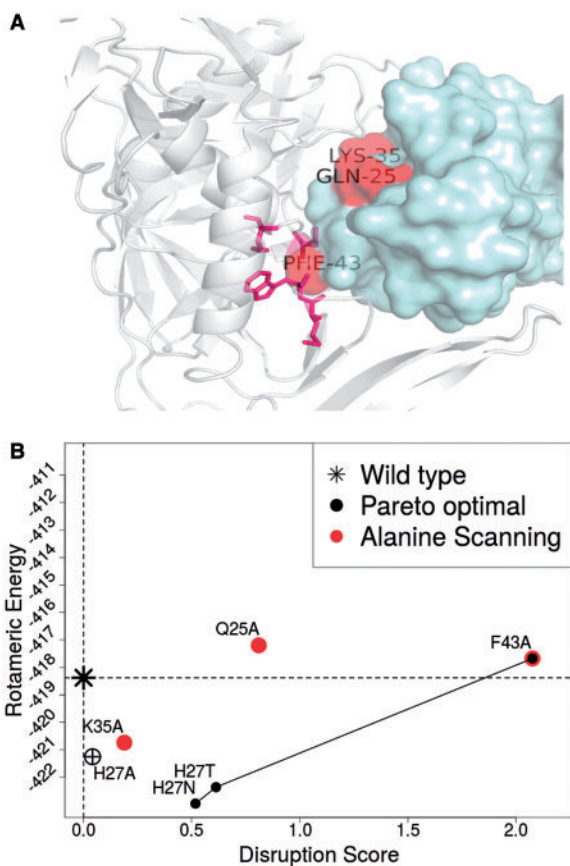 A
LYS-35
GLN-25
PHE-43
B
Wild type
Pareto optimal
Alanine Scanning
Rotameric Energy
-411
-412
-413
-414
-415
-416
-417
-418
-419
-420
-421
-422
Q25A
F43A
K35A
H27A
H27T
H27N
0.0 0.5 1.0 1.5 2.0
Disruption Score